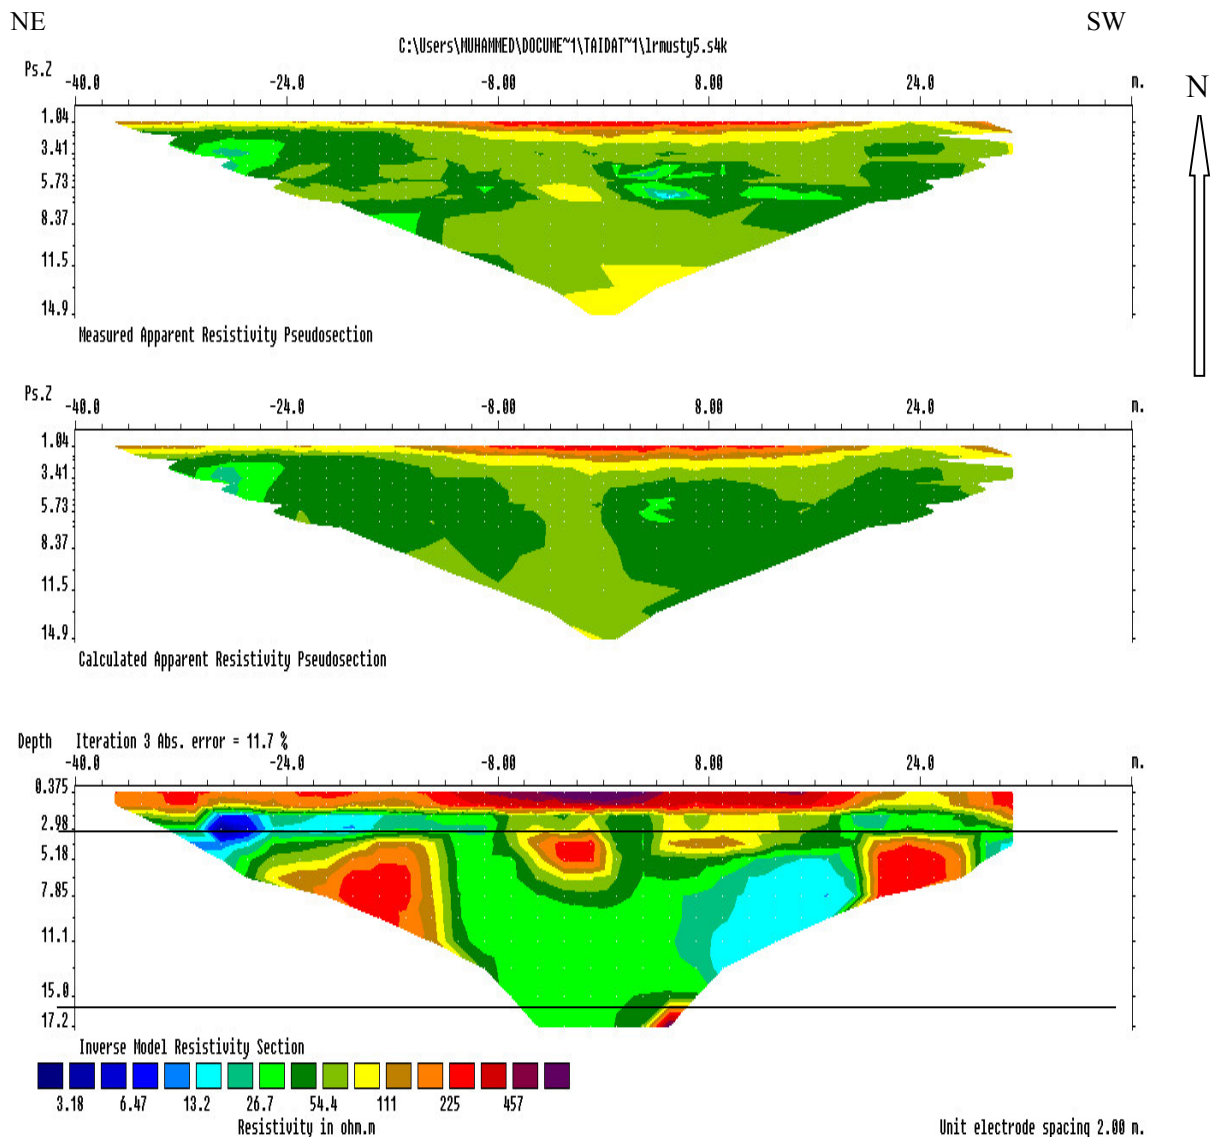 NE
SW
C:\Users\MUHAMMED\DOCUME~1\TAIDAT~1\lrmusty5.s4k
Ps.Z -40.0 -24.0 -8.00 8.00 24.0 m.
N
1.04
3.41
5.73
8.37
11.5
14.9
Measured Apparent Resistivity Pseudosection
Ps.Z -40.0 -24.0 -8.00 8.00 24.0 m.
1.04
3.41
5.73
8.37
11.5
14.9
Calculated Apparent Resistivity Pseudosection
Depth Iteration 3 Abs. error = 11.7 %
-40.0 -24.0 -8.00 8.00 24.0 m.
0.375
2.98
5.18
7.85
11.1
15.0
17.2
Inverse Model Resistivity Section
3.18 6.47 13.2 26.7 54.4 111 225 457
Resistivity in ohm.m
Unit electrode spacing 2.00 m.